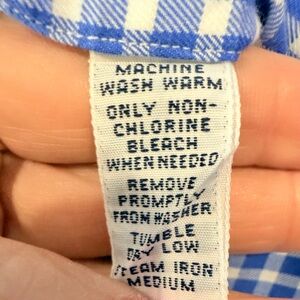 MACHINE
WASH WARM
ONLY NON-
CHLORINE
BLEACH
WHEN NEEDED
REMOVE
PROMPTLY
FROM WASHER
TUMBLE
DRY LOW
STEAM IRON
MEDIUM